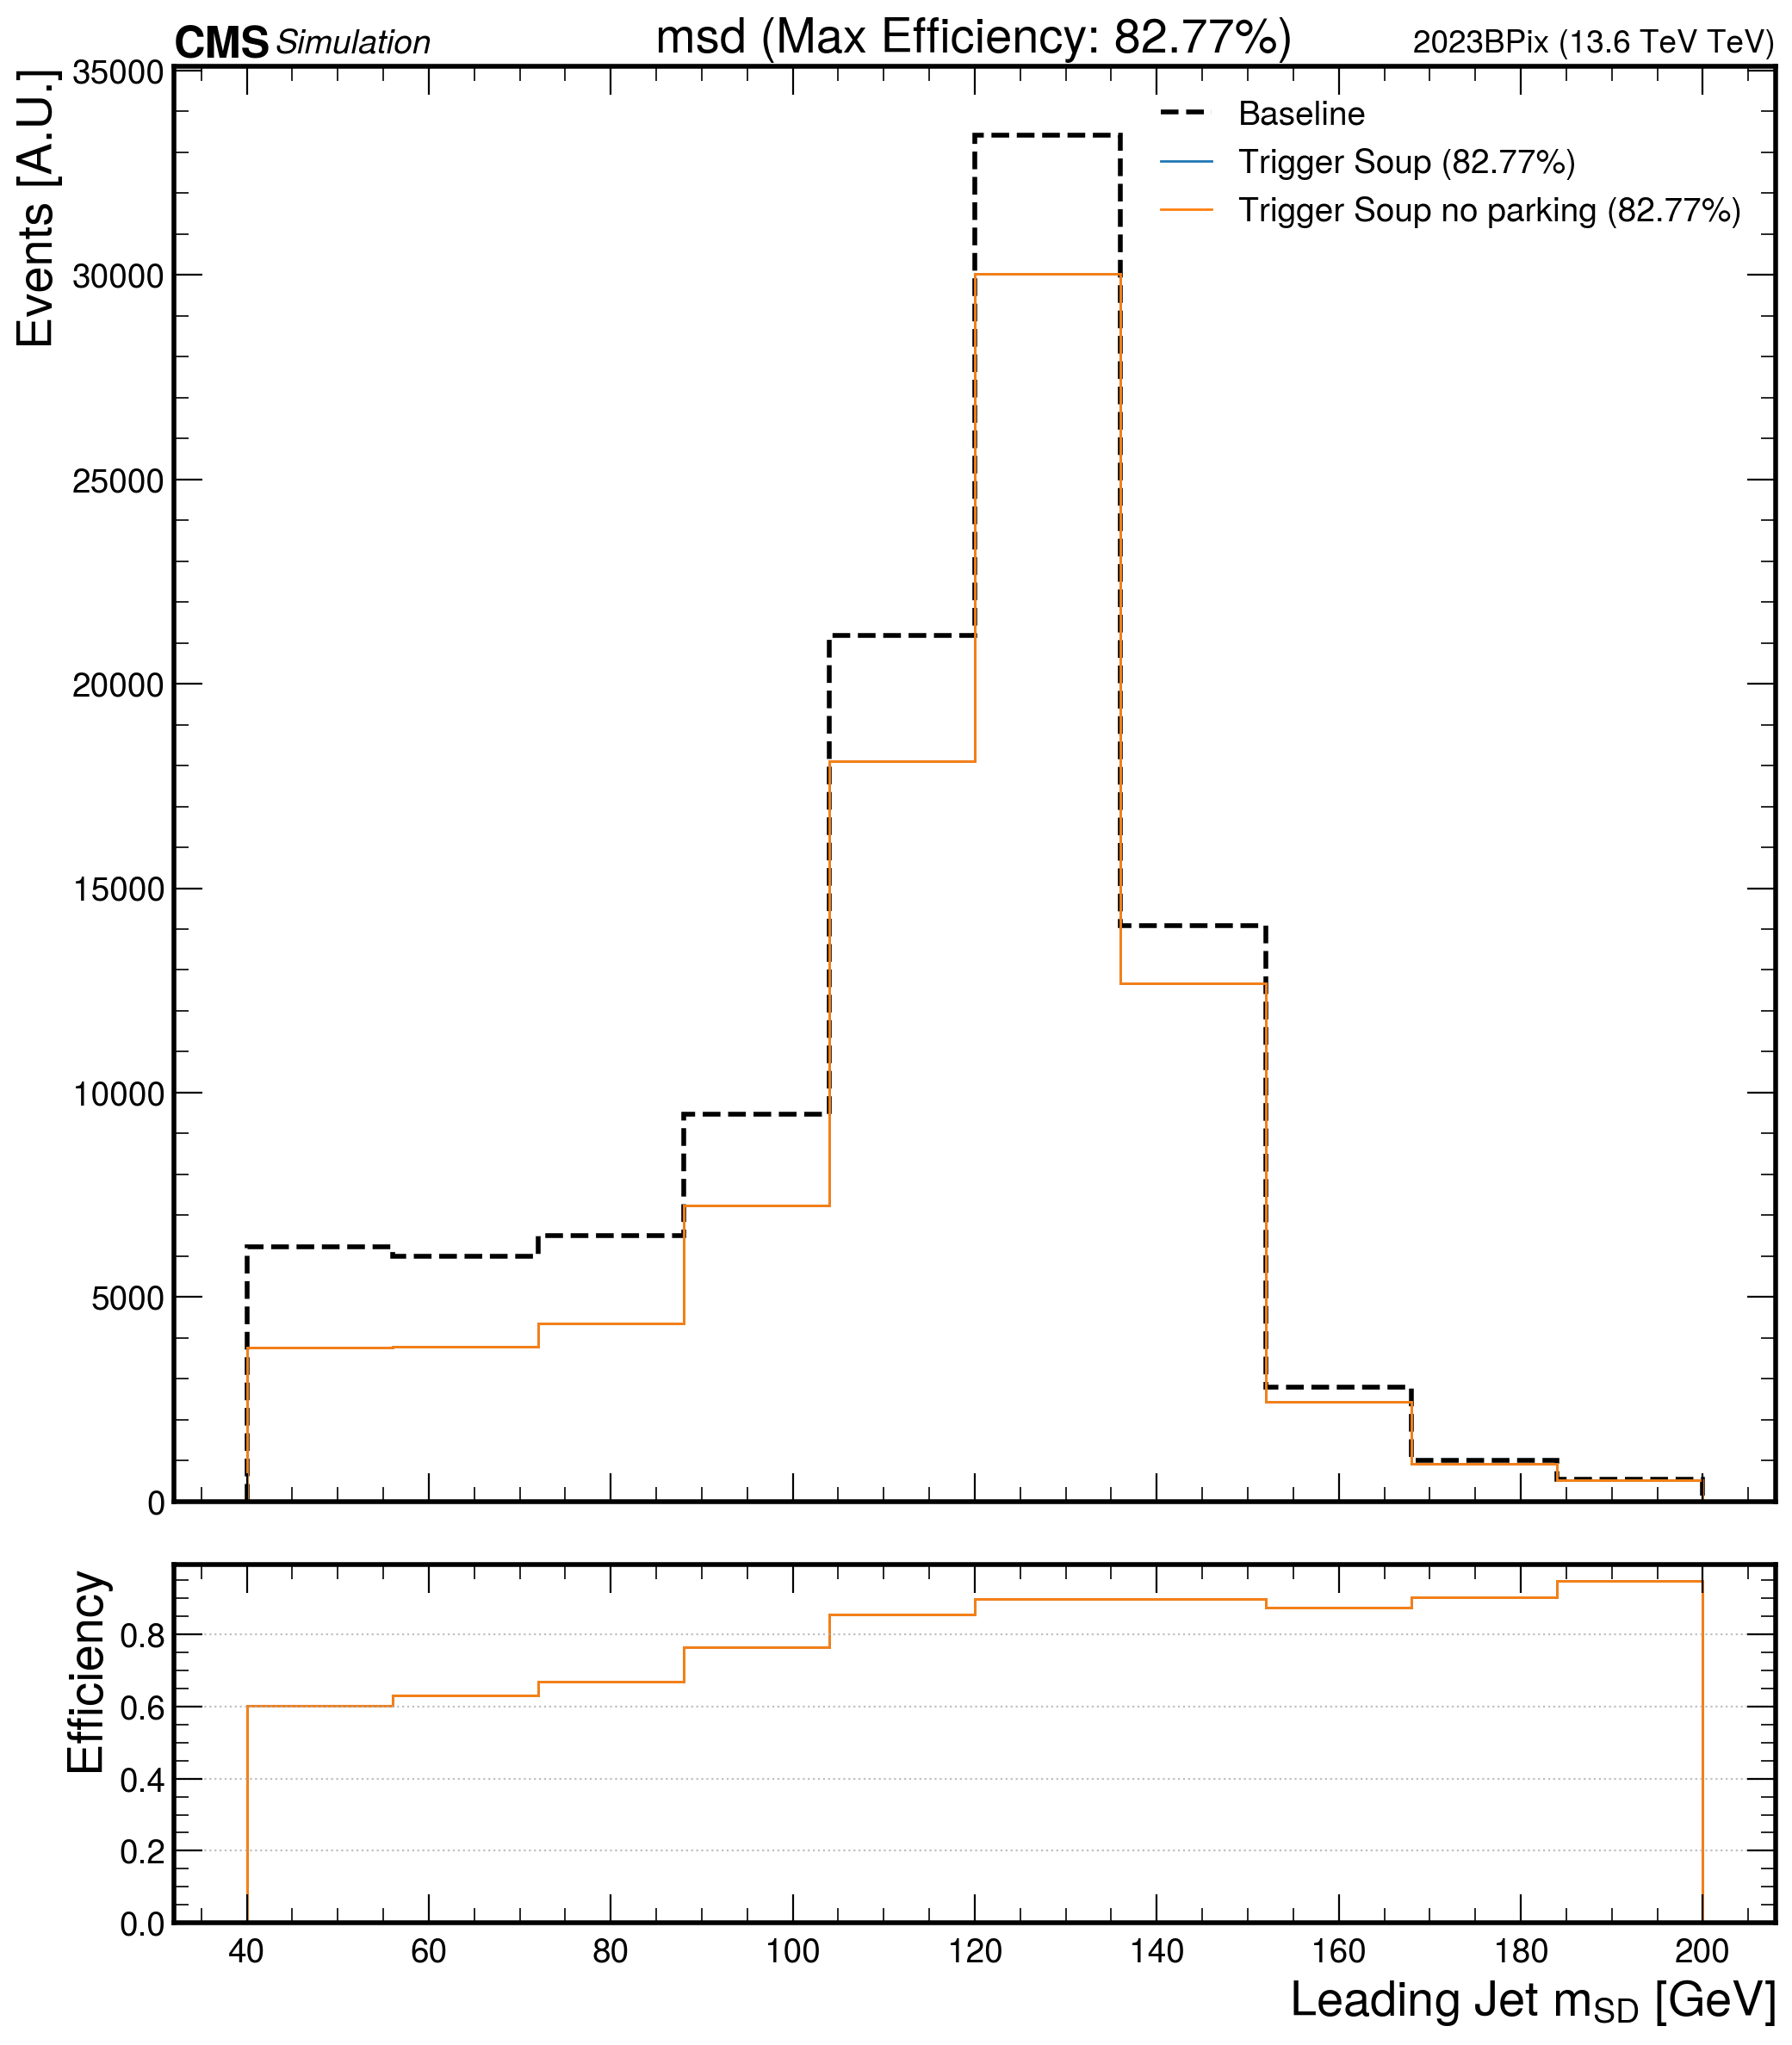 CMS Simulation msd (Max Efficiency: 82.77%) 2023BPix (13.6 TeV TeV)
Events [A.U.]
35000
30000
25000
20000
15000
10000
5000
0
Baseline
Trigger Soup (82.77%)
Trigger Soup no parking (82.77%)
Efficiency
0.8
0.6
0.4
0.2
0.0
40 60 80 100 120 140 160 180 200
Leading Jet mSD [GeV]